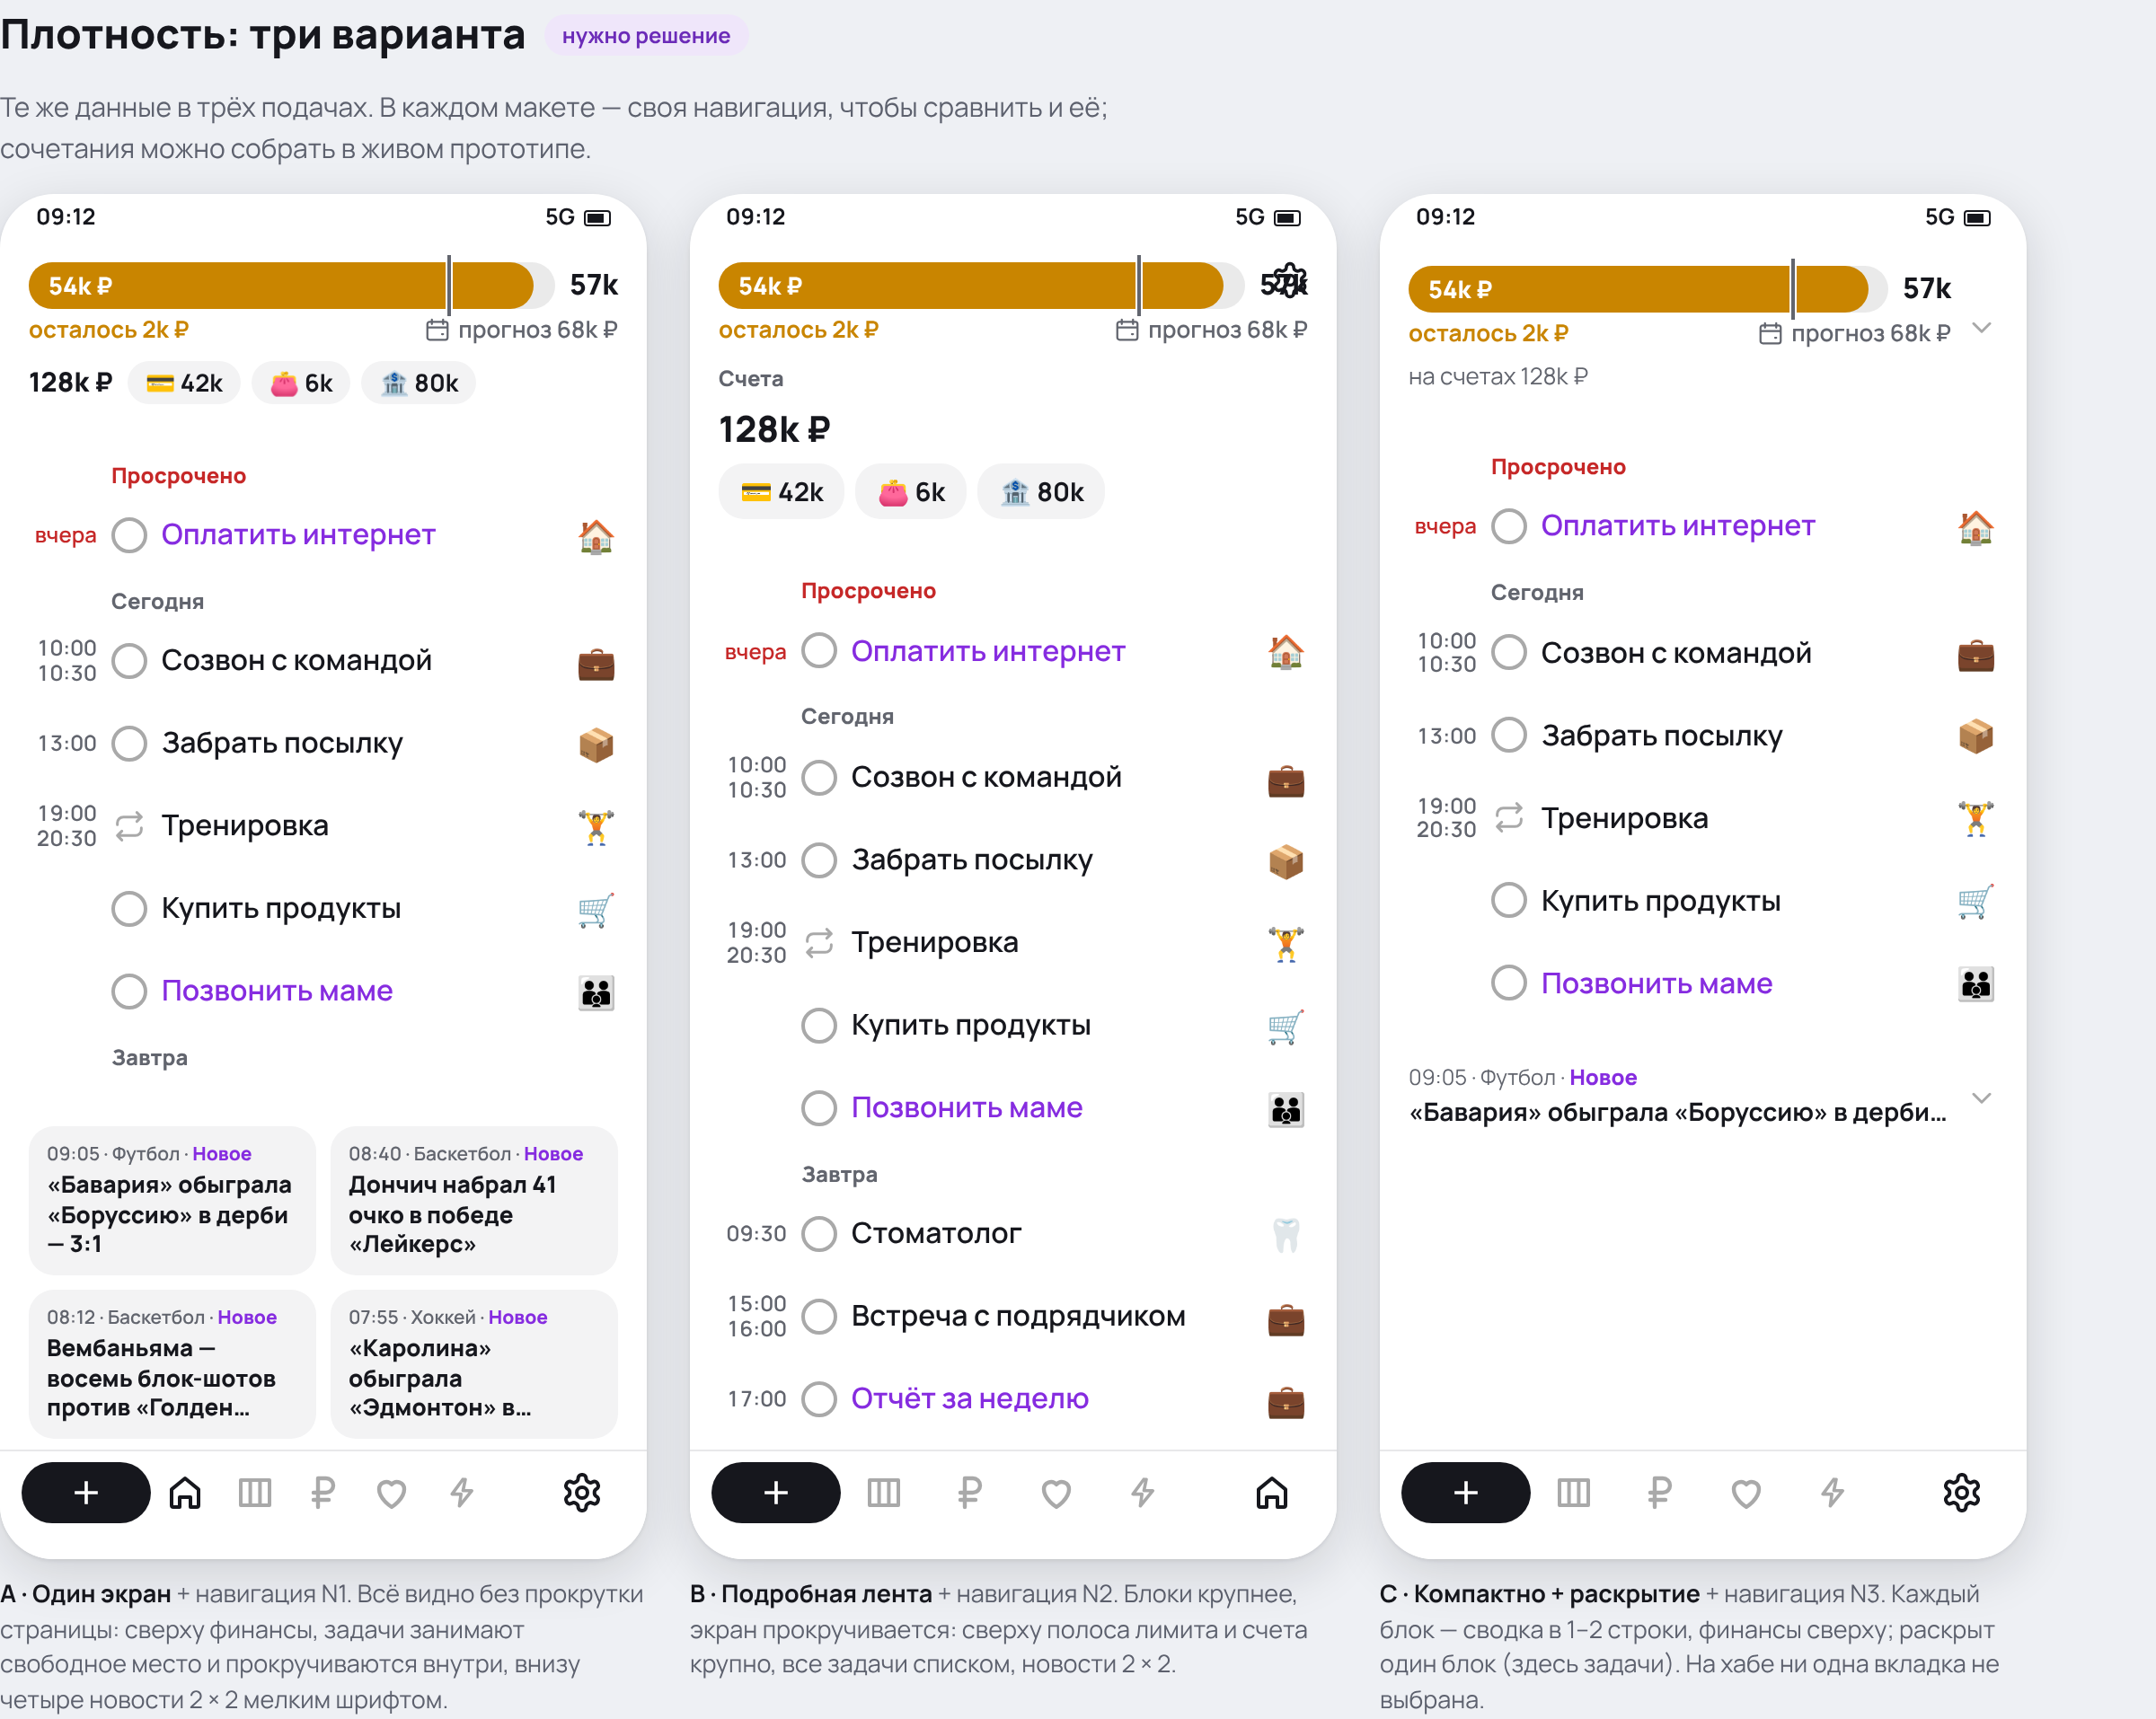 Плотность: три варианта
нужно решение
Те же данные в трёх подачах. В каждом макете — своя навигация, чтобы сравнить и её;
сочетания можно собрать в живом прототипе.
09:12
5G
54k ₽
57k
осталось 2k ₽
прогноз 68k ₽
128k ₽
42k
6k
80k
Просрочено
вчера
Оплатить интернет
Сегодня
10:00
10:30
Созвон с командой
13:00
Забрать посылку
19:00
20:30
Тренировка
Купить продукты
Позвонить маме
Завтра
09:05 · Футбол · Новое
«Бавария» обыграла
«Боруссию» в дерби
— 3:1
08:40 · Баскетбол · Новое
Дончич набрал 41
очко в победе
«Лейкерс»
08:12 · Баскетбол · Новое
Вембаньяма —
восемь блок-шотов
против «Голден…
07:55 · Хоккей · Новое
«Каролина»
обыграла
«Эдмонтон» в…
A · Один экран + навигация N1. Всё видно без прокрутки
страницы: сверху финансы, задачи занимают
свободное место и прокручиваются внутри, внизу
четыре новости 2 × 2 мелким шрифтом.
09:12
5G
54k ₽
57k
осталось 2k ₽
прогноз 68k ₽
Счета
128k ₽
42k
6k
80k
Просрочено
вчера
Оплатить интернет
Сегодня
10:00
10:30
Созвон с командой
13:00
Забрать посылку
19:00
20:30
Тренировка
Купить продукты
Позвонить маме
Завтра
09:30
Стоматолог
15:00
16:00
Встреча с подрядчиком
17:00
Отчёт за неделю
B · Подробная лента + навигация N2. Блоки крупнее,
экран прокручивается: сверху полоса лимита и счета
крупно, все задачи списком, новости 2 × 2.
09:12
5G
54k ₽
57k
осталось 2k ₽
прогноз 68k ₽
на счетах 128k ₽
Просрочено
вчера
Оплатить интернет
Сегодня
10:00
10:30
Созвон с командой
13:00
Забрать посылку
19:00
20:30
Тренировка
Купить продукты
Позвонить маме
09:05 · Футбол · Новое
«Бавария» обыграла «Боруссию» в дерби…
C · Компактно + раскрытие + навигация N3. Каждый
блок — сводка в 1–2 строки, финансы сверху; раскрыт
один блок (здесь задачи). На хабе ни одна вкладка не
выбрана.